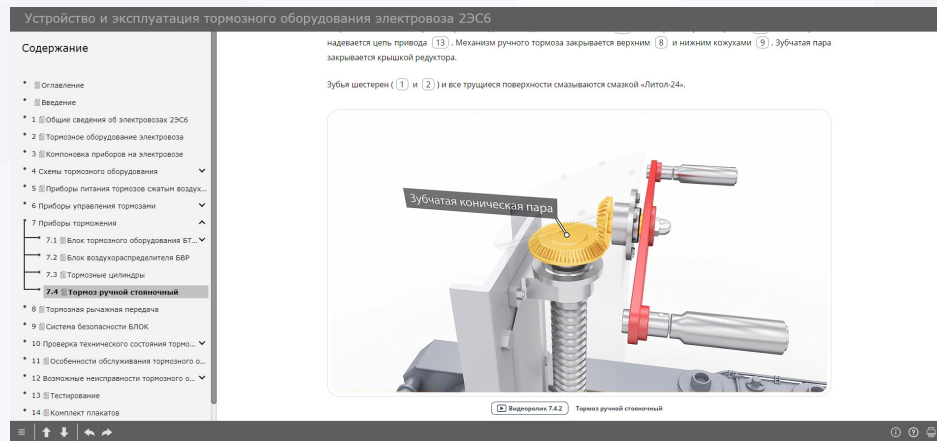 Устройство и эксплуатация тормозного оборудования электровоза 2ЭС6
Содержание
Оглавление
Введение
1 Общие сведения об электровозах 2ЭС6
2 Тормозное оборудование электровоза
3 Компоновка приборов на электровозе
4 Схемы тормозного оборудования
5 Приборы питания тормозов сжатым воздух...
6 Приборы управления тормозами
7 Приборы торможения
7.1 Блок тормозного оборудования БТ...
7.2 Блок воздухораспределителя БВР
7.3 Тормозные цилиндры
7.4 Тормоз ручной стояночный
8 Тормозная рычажная передача
9 Система безопасности БЛОК
10 Проверка технического состояния тормо...
11 Особенности обслуживания тормозного о...
12 Возможные неисправности тормозного о...
13 Тестирование
14 Комплект плакатов
надевается цепь привода 13 . Механизм ручного тормоза закрывается верхним 8 и нижним кожухами 9 . Зубчатая пара
закрывается крышкой редуктора.
Зубья шестерен ( 1 и 2 ) и все трущиеся поверхности смазываются смазкой «Литол-24».
Зубчатая коническая пара
Видеоролик 7.4.2 Тормоз ручной стояночный